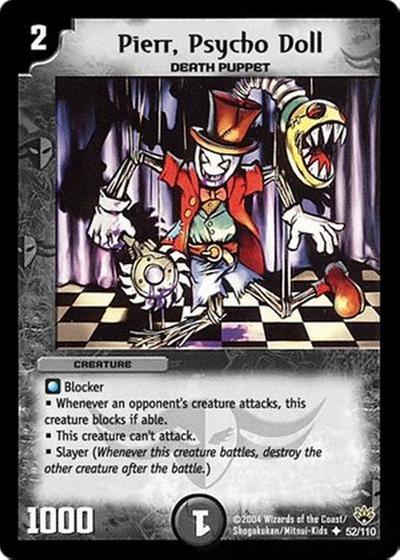 2
Pierr, Psycho Doll
DEATH PUPPET
CREATURE
Blocker
▪ Whenever an opponent's creature attacks, this
creature blocks if able.
▪ This creature can't attack.
▪ Slayer (Whenever this creature battles, destroy the
other creature after the battle.)
1000
1
©2004 Wizards of the Coast/
Shogakukan/Mitsui-Kids ♦ 52/110